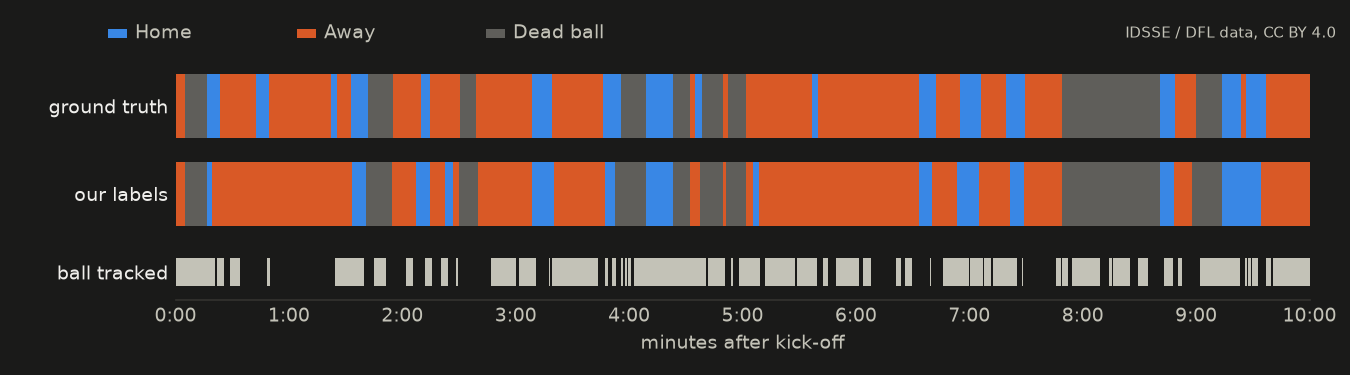 Home Away Dead ball IDSSE / DFL data, CC BY 4.0
ground truth
our labels
ball tracked
0:00 1:00 2:00 3:00 4:00 5:00 6:00 7:00 8:00 9:00 10:00
minutes after kick-off